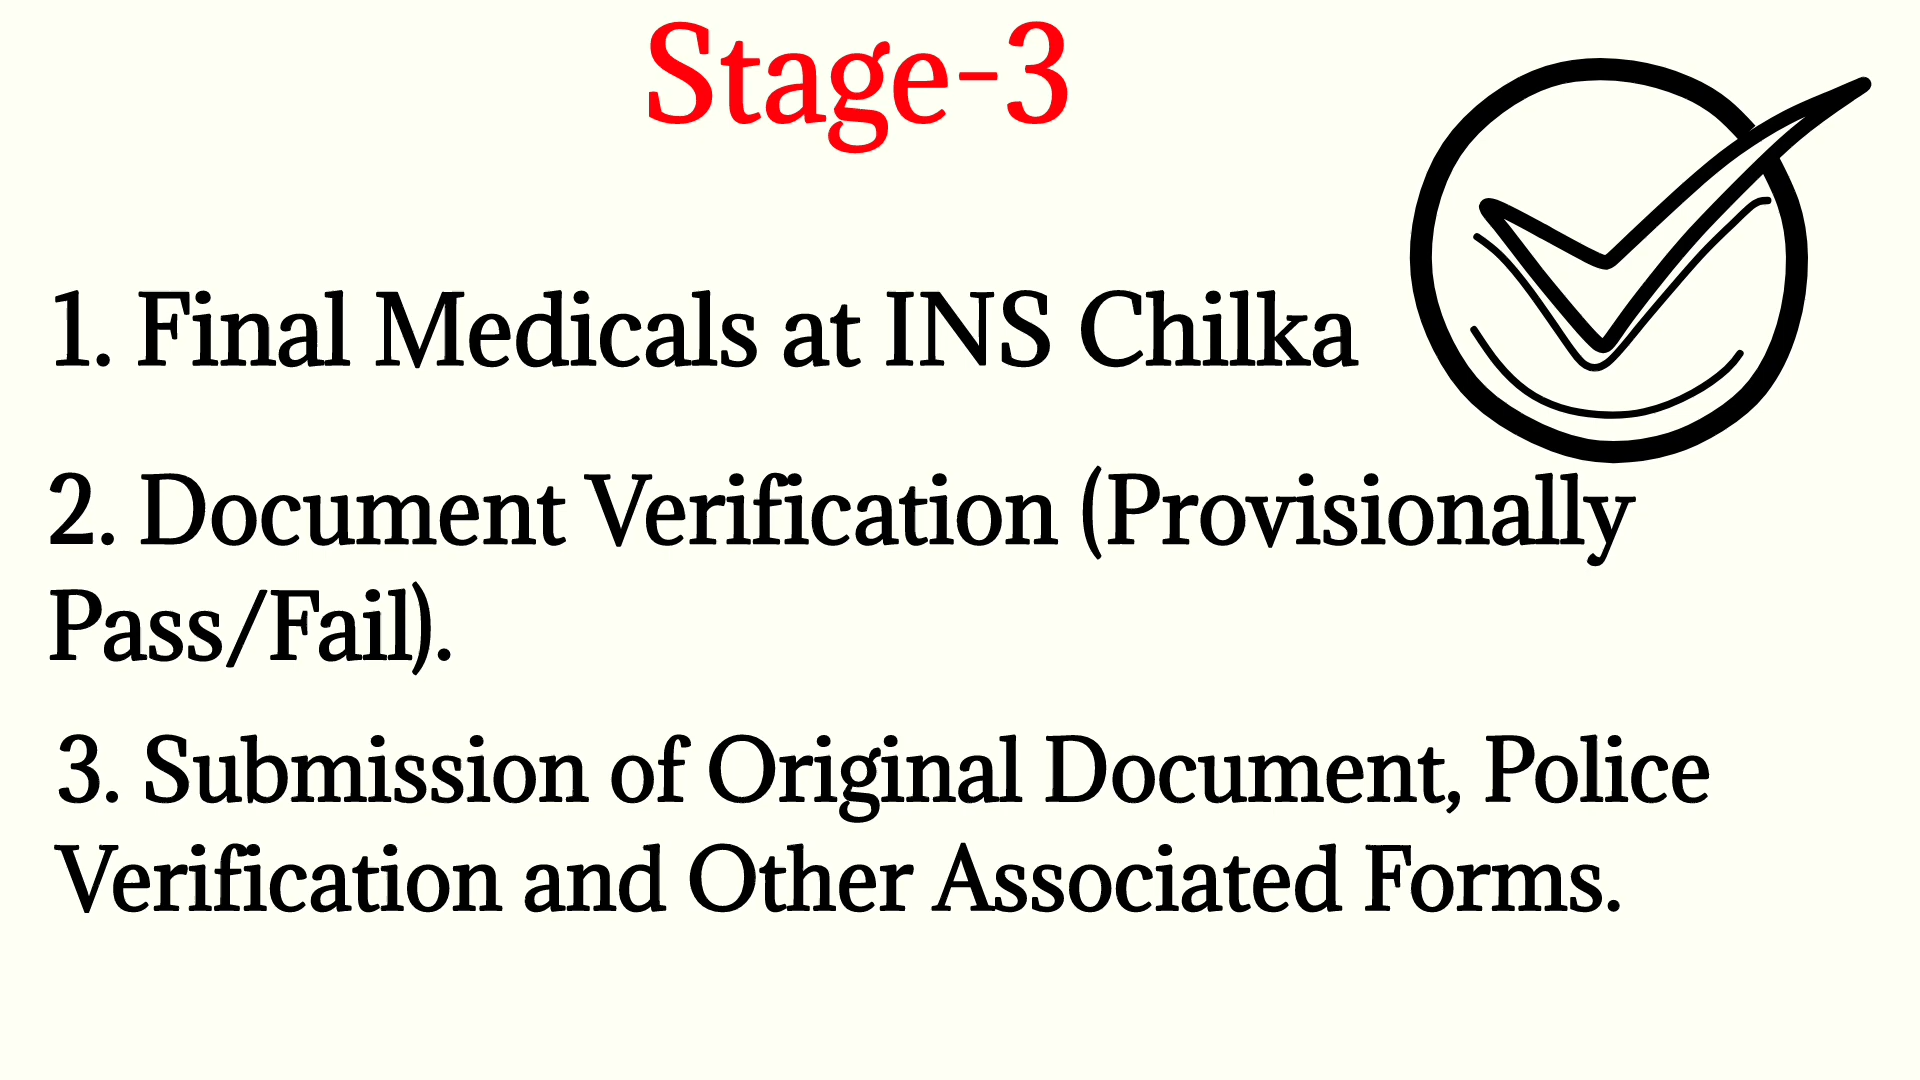 Stage-3
1. Final Medicals at INS Chilka
2. Document Verification (Provisionally
Pass/Fail).
3. Submission of Original Document, Police
Verification and Other Associated Forms.